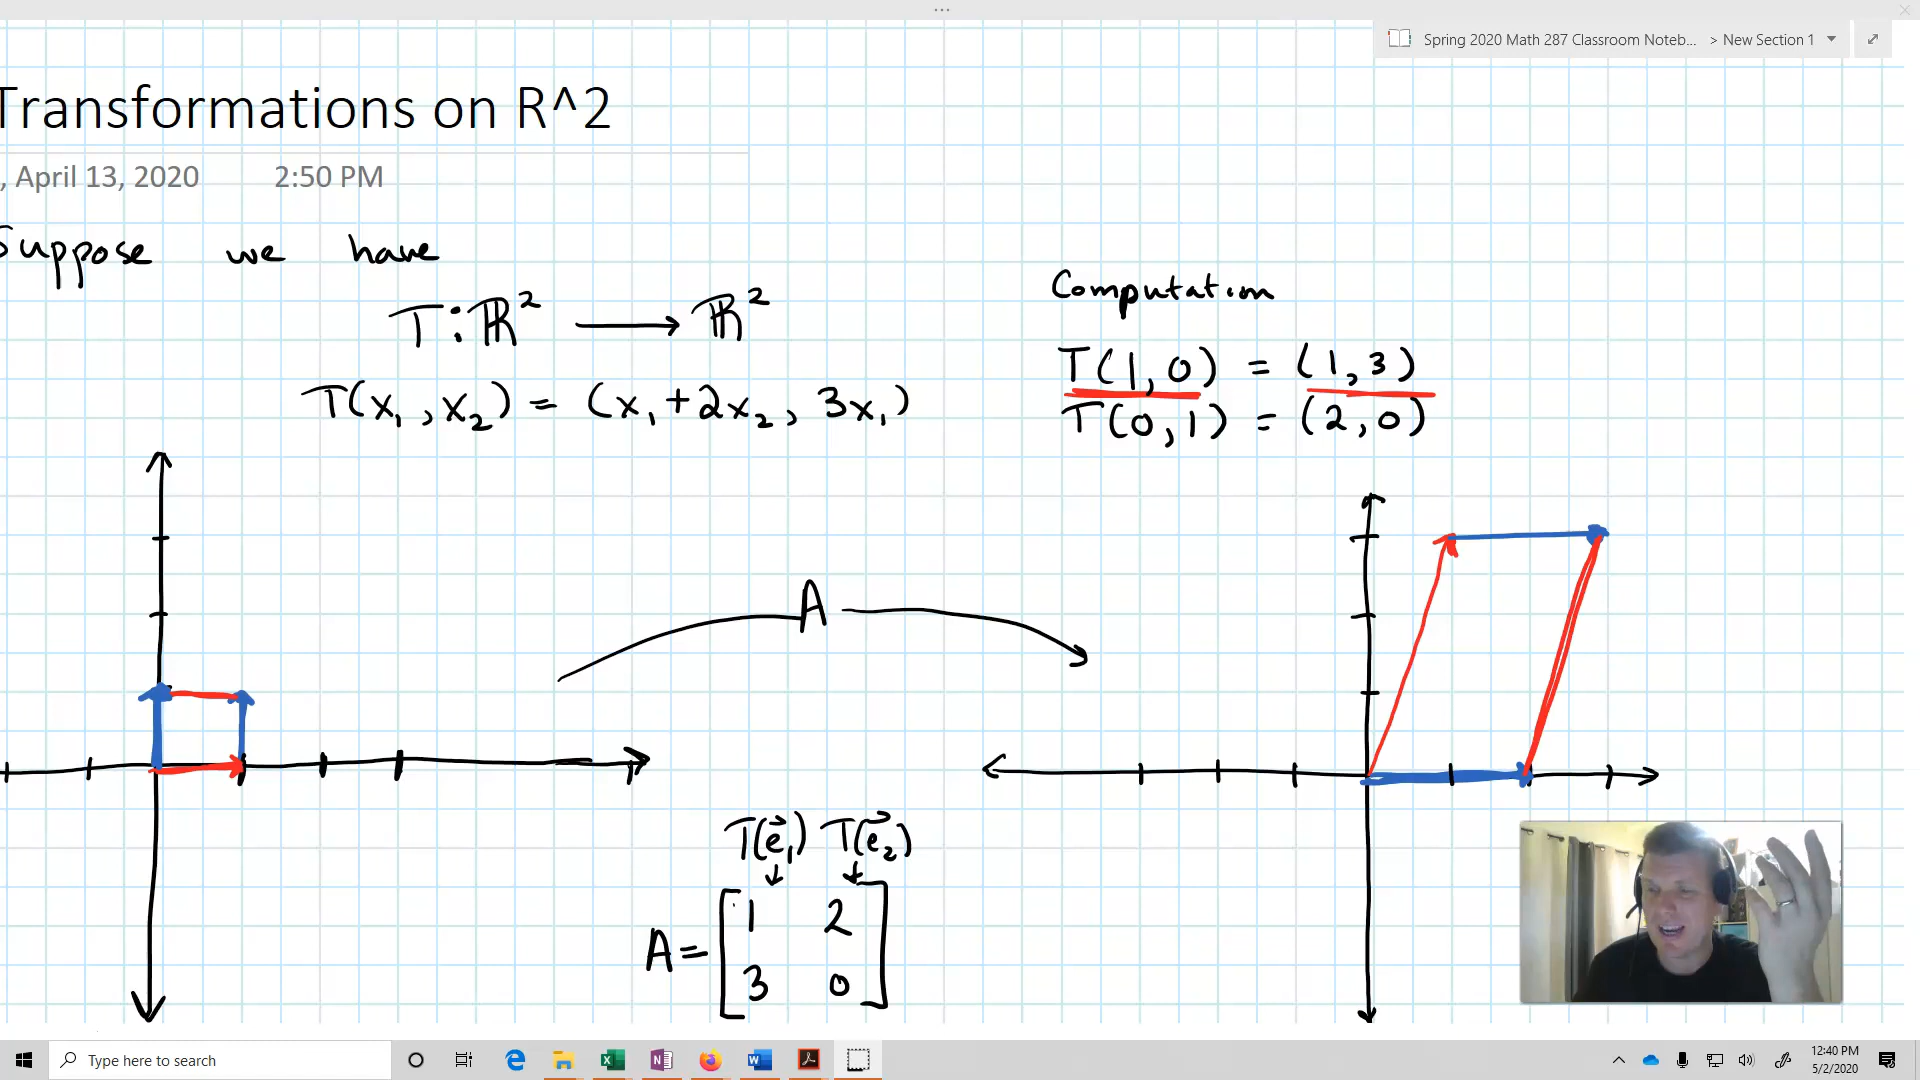 ...
Spring 2020 Math 287 Classroom Noteb... > New Section 1
Transformations on R^2
, April 13, 2020 2:50 PM
Suppose we have
T: ℝ² ⟶ ℝ²
T(x₁, x₂) = (x₁+2x₂, 3x₁)
Computation
T(1,0) = (1,3)
T(0,1) = (2,0)
A
T(e⃗₁) T(e⃗₂)
↓ ↓
A = [1 2
3 0]
Type here to search
12:40 PM
5/2/2020